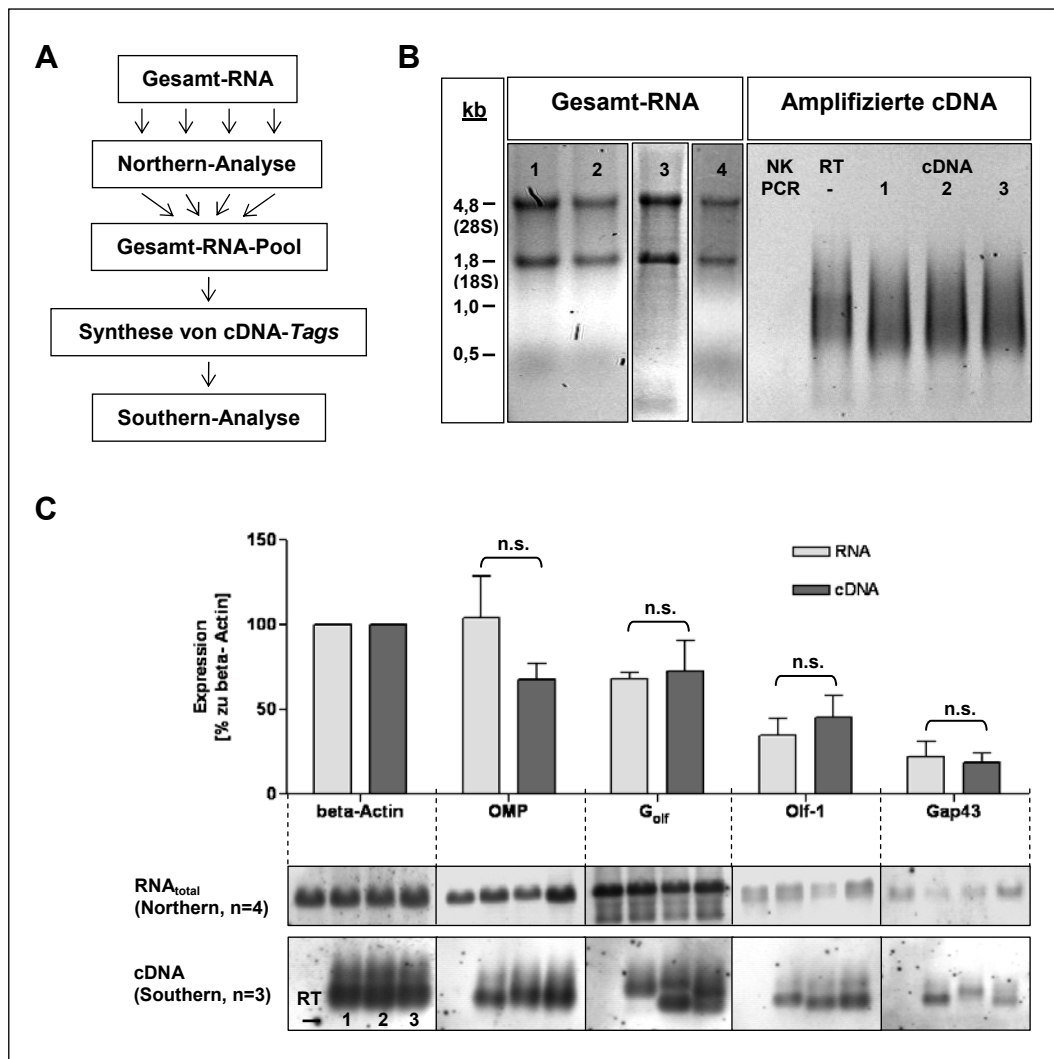 A
Gesamt-RNA
Northern-Analyse
Gesamt-RNA-Pool
Synthese von cDNA-Tags
Southern-Analyse
B
kb
Gesamt-RNA
Amplifizierte cDNA
1 2 3 4
NK RT cDNA
PCR - 1 2 3
4,8
(28S)
1,8
(18S)
1,0
0,5
C
Expression
[% zu beta- Actin]
150
100
50
0
n.s.
n.s.
n.s.
n.s.
RNA
cDNA
beta-Actin OMP Golf Olf-1 Gap43
RNAtotal
(Northern, n=4)
cDNA
(Southern, n=3)
RT
- 1 2 3